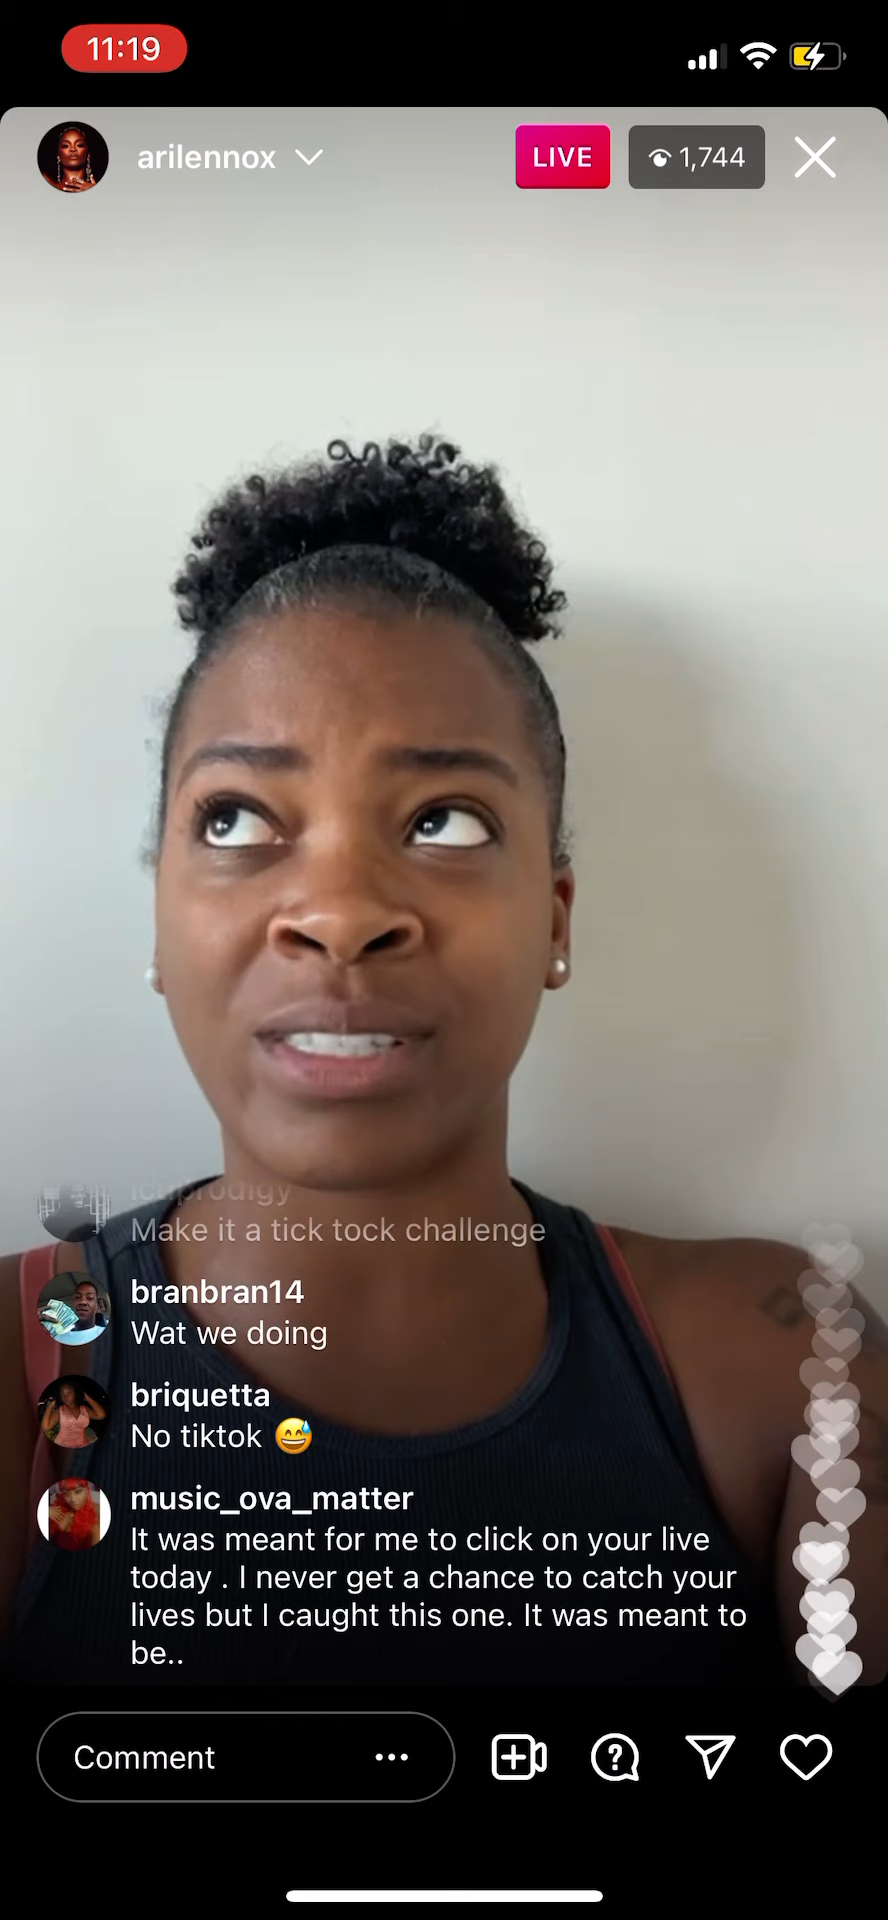 11:19
arilennox
LIVE
1,744
icuprodigy
Make it a tick tock challenge
branbran14
Wat we doing
briquetta
No tiktok 😅
music_ova_matter
It was meant for me to click on your live
today . I never get a chance to catch your
lives but I caught this one. It was meant to
be..
Comment